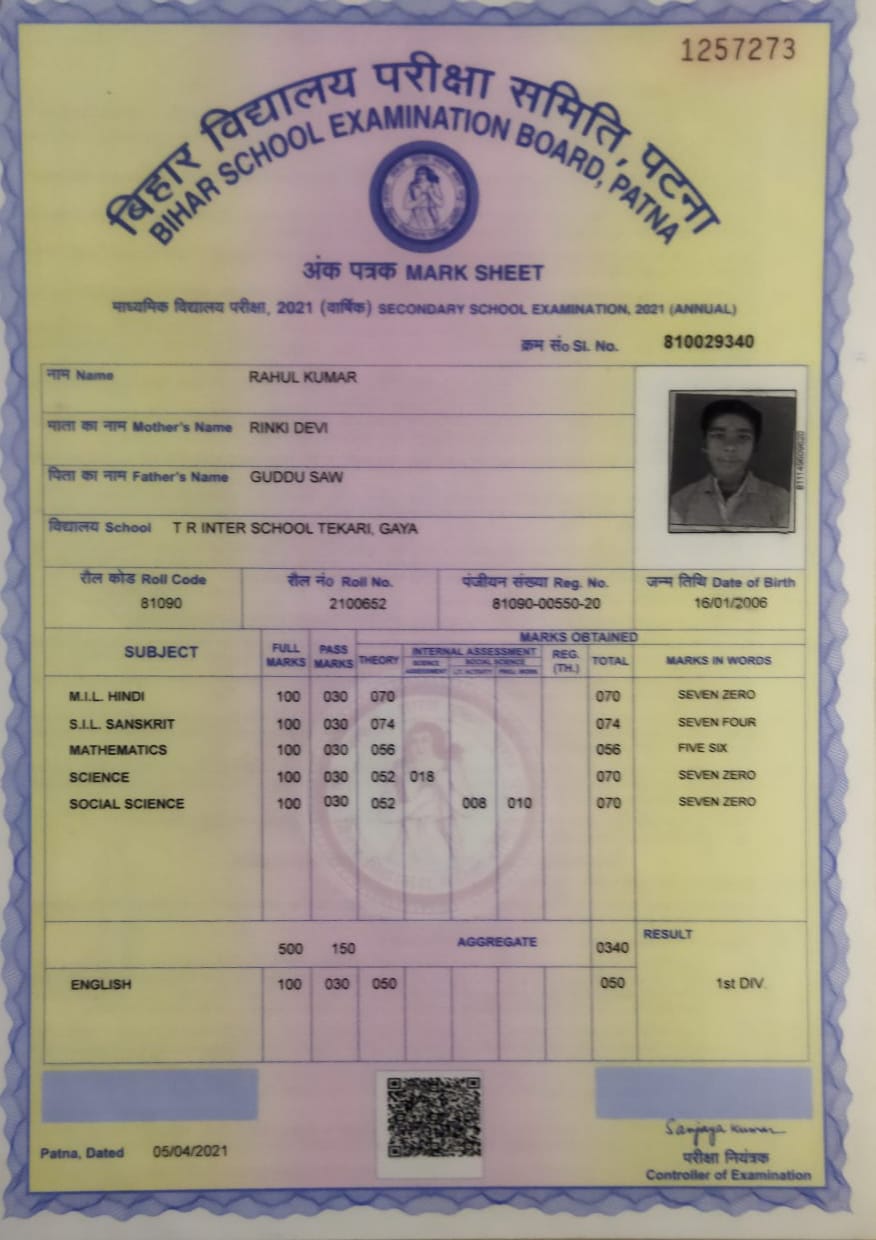 1257273
बिहार विद्यालय परीक्षा समिति, पटना
BIHAR SCHOOL EXAMINATION BOARD, PATNA
अंक पत्रक MARK SHEET
माध्यमिक विद्यालय परीक्षा, 2021 (वार्षिक) SECONDARY SCHOOL EXAMINATION, 2021 (ANNUAL)
क्रम सं० Sl. No. 810029340
नाम Name RAHUL KUMAR
माता का नाम Mother's Name RINKI DEVI
पिता का नाम Father's Name GUDDU SAW
विद्यालय School T R INTER SCHOOL TEKARI, GAYA
रौल कोड Roll Code रौल नं० Roll No. पंजीयन संख्या Reg. No. जन्म तिथि Date of Birth
81090 2100652 81090-00550-20 16/01/2006
MARKS OBTAINED
SUBJECT FULL MARKS PASS MARKS THEORY INTERNAL ASSESSMENT REG. (TH.) TOTAL MARKS IN WORDS
SCIENCE ASSESSMENT SOCIAL SCIENCE
M.I.L. HINDI 100 030 070 070 SEVEN ZERO
S.I.L. SANSKRIT 100 030 074 074 SEVEN FOUR
MATHEMATICS 100 030 056 056 FIVE SIX
SCIENCE 100 030 052 018 070 SEVEN ZERO
SOCIAL SCIENCE 100 030 052 008 010 070 SEVEN ZERO
500 150 AGGREGATE 0340 RESULT
ENGLISH 100 030 050 050 1st DIV.
Patna, Dated 05/04/2021
Sanjaya Kumar
परीक्षा नियंत्रक
Controller of Examination